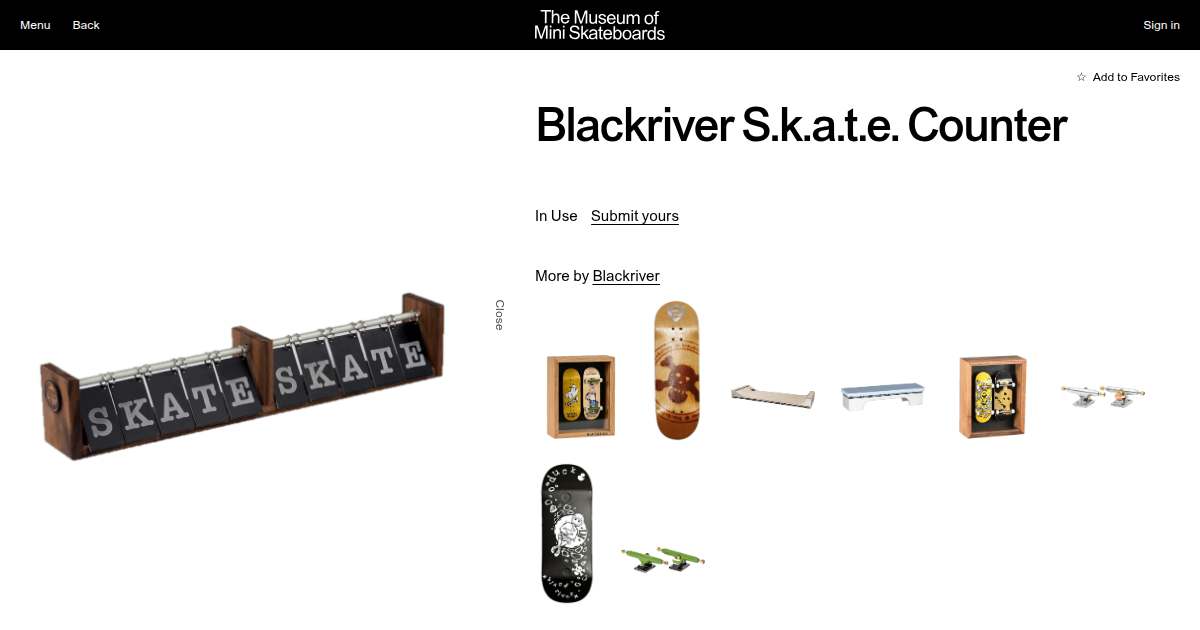 Menu
Back
The Museum of
Mini Skateboards
Sign in
☆ Add to Favorites
Blackriver S.k.a.t.e. Counter
In Use Submit yours
More by Blackriver
Close
SKATE SKATE
duck